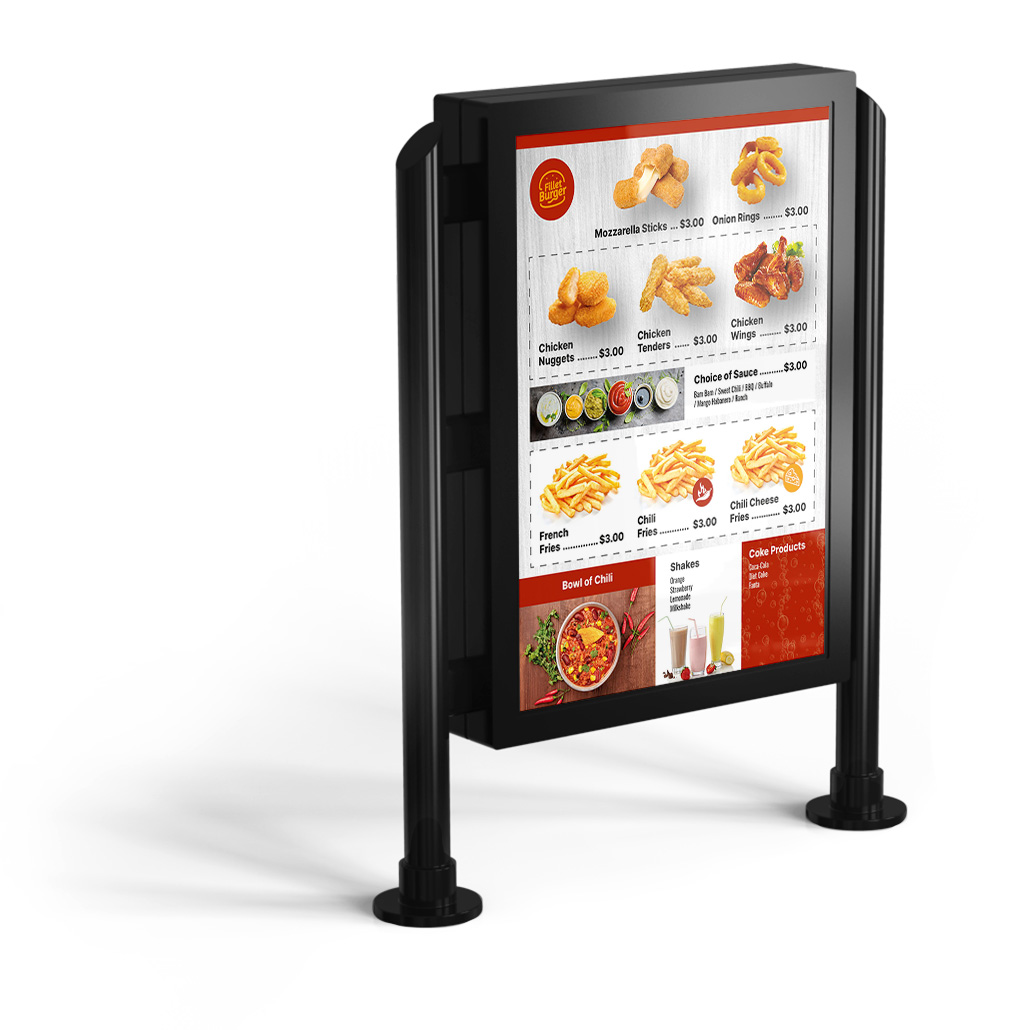 Fillet
Burger
Mozzarella Sticks ... $3.00
Onion Rings ........ $3.00
Chicken
Nuggets ........ $3.00
Chicken
Tenders ...... $3.00
Chicken
Wings ............ $3.00
Choice of Sauce ..........$3.00
Bam Bam / Sweet Chili / BBQ / Buffalo
/ Mango Habanero / Ranch
French
Fries ..............$3.00
Chili
Fries ................ $3.00
Chili Cheese
Fries ............... $3.00
Bowl of Chili
Shakes
Orange
Strawberry
Lemonade
Milkshake
Coke Products
Coca-Cola
Diet Coke
Fanta